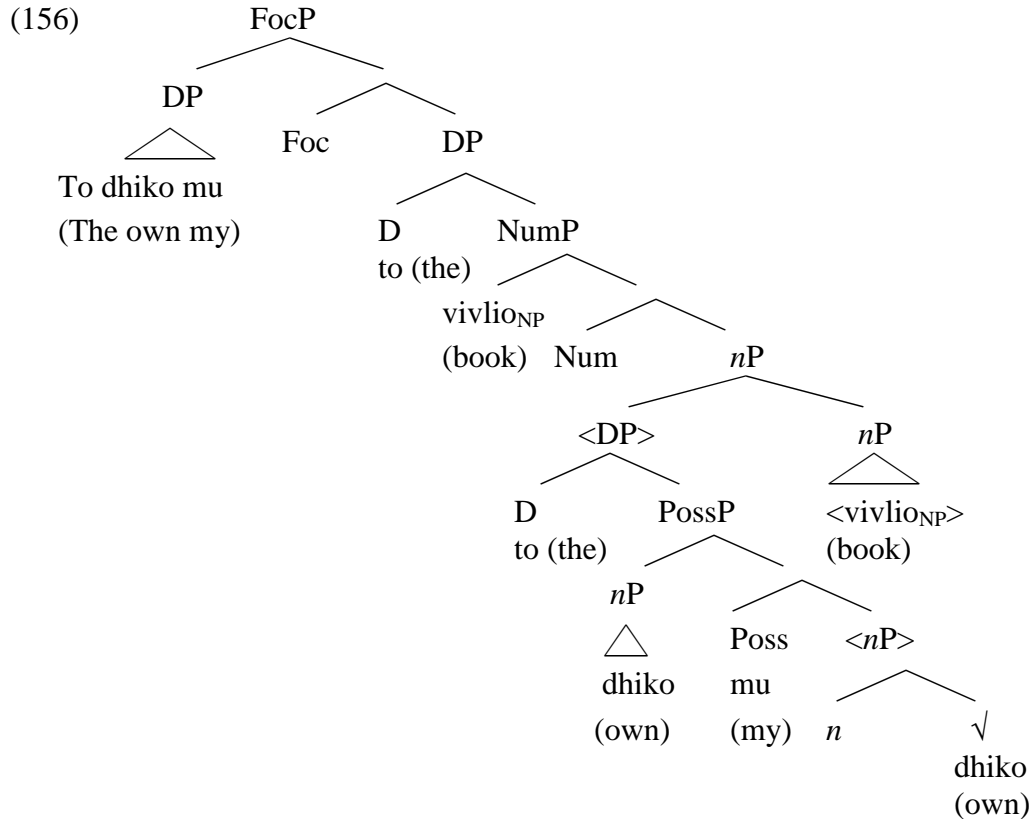 (156) FocP
DP
Foc DP
To dhiko mu
(The own my) D NumP
to (the)
vivlioNP
(book) Num nP
<DP> nP
D PossP <vivlioNP>
to (the) (book)
nP
Poss <nP>
dhiko mu
(own) (my) n √
dhiko
(own)